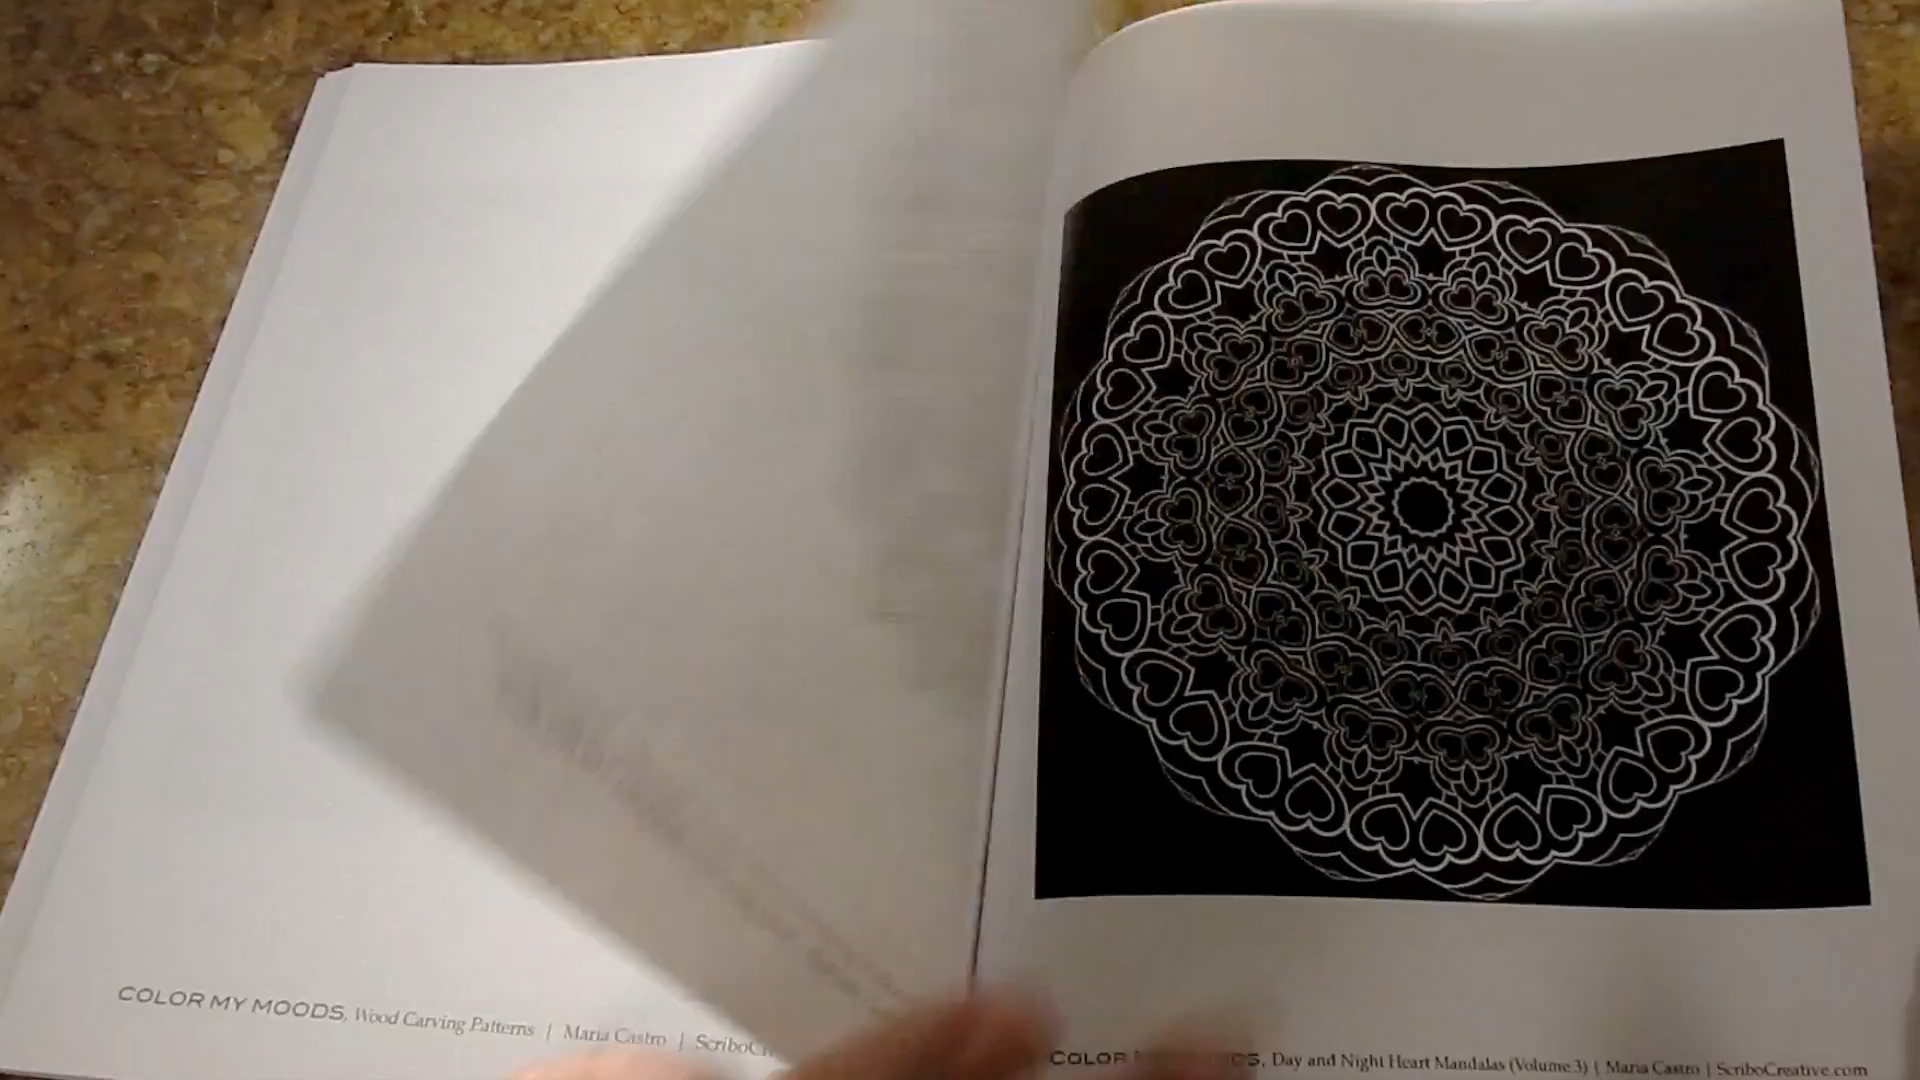 COLOR MY MOODS, Wood Carving Patterns | Maria Castro |
COLOR Day and Night Heart Mandalas (Volume 3) | Maria Castro | ScriboCreative.com